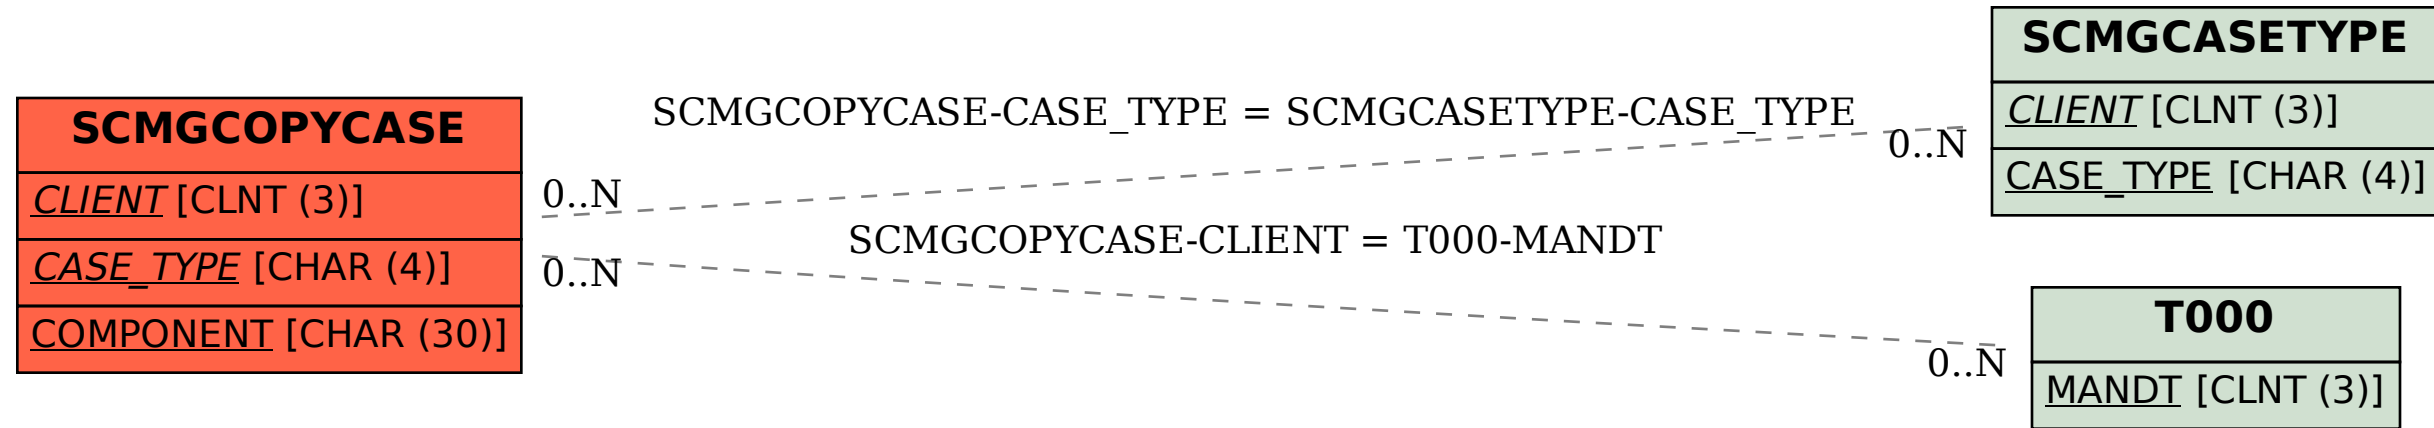 SCMGCOPYCASE
CLIENT [CLNT (3)]
CASE_TYPE [CHAR (4)]
COMPONENT [CHAR (30)]
SCMGCOPYCASE-CASE_TYPE = SCMGCASETYPE-CASE_TYPE
0..N
0..N
SCMGCOPYCASE-CLIENT = T000-MANDT
0..N
0..N
SCMGCASETYPE
CLIENT [CLNT (3)]
CASE_TYPE [CHAR (4)]
T000
MANDT [CLNT (3)]